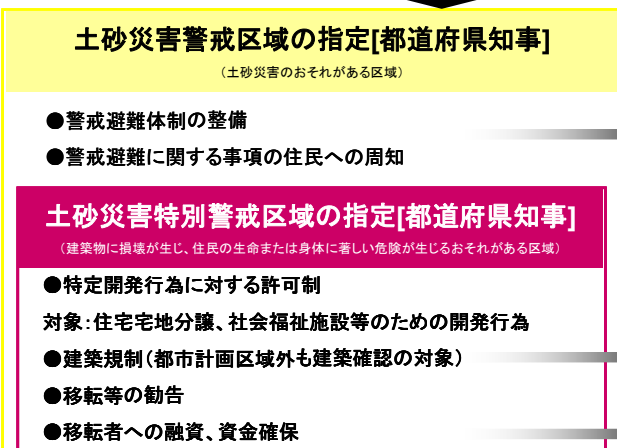 土砂災害警戒区域の指定[都道府県知事]
（土砂災害のおそれがある区域）
●警戒避難体制の整備
●警戒避難に関する事項の住民への周知
土砂災害特別警戒区域の指定[都道府県知事]
（建築物に損壊が生じ、住民の生命または身体に著しい危険が生じるおそれがある区域）
●特定開発行為に対する許可制
対象：住宅宅地分譲、社会福祉施設等のための開発行為
●建築規制（都市計画区域外も建築確認の対象）
●移転等の勧告
●移転者への融資、資金確保